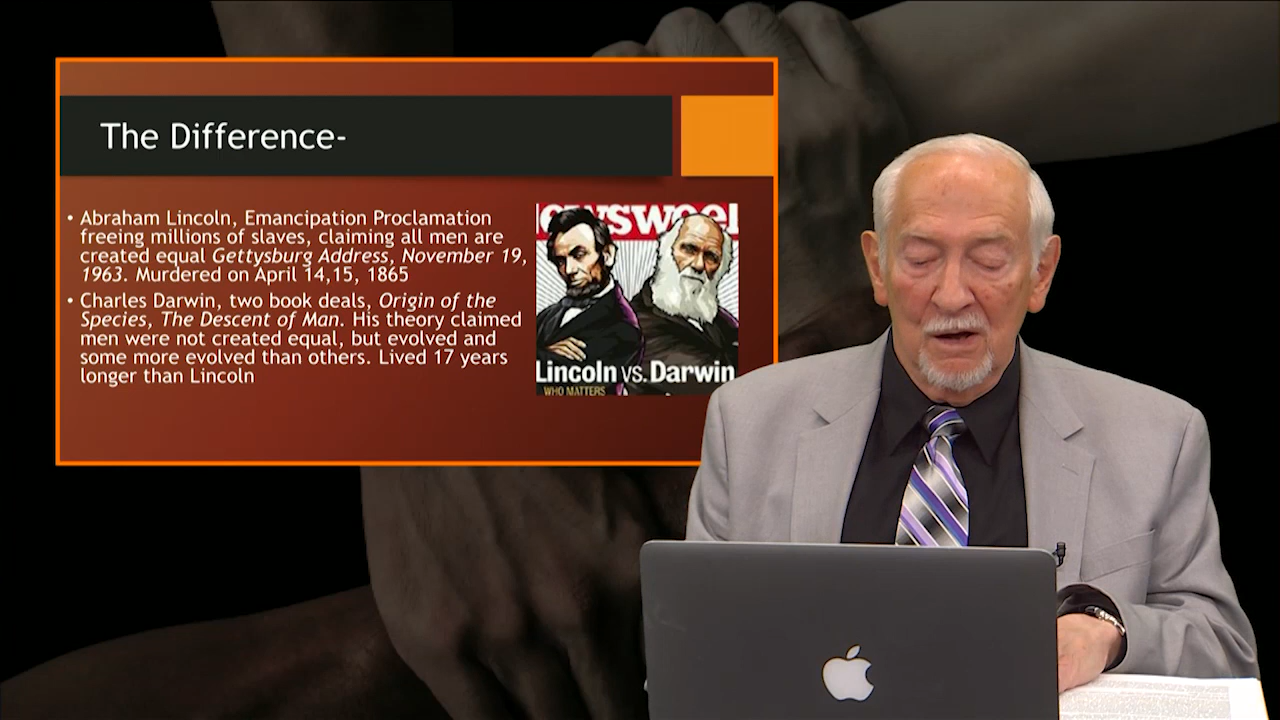 The Difference-
• Abraham Lincoln, Emancipation Proclamation
freeing millions of slaves, claiming all men are
created equal Gettysburg Address, November 19,
1963. Murdered on April 14,15, 1865
• Charles Darwin, two book deals, Origin of the
Species, The Descent of Man. His theory claimed
men were not created equal, but evolved and
some more evolved than others. Lived 17 years
longer than Lincoln
ewsweel
Lincoln vs. Darwin
WHO MATTERS